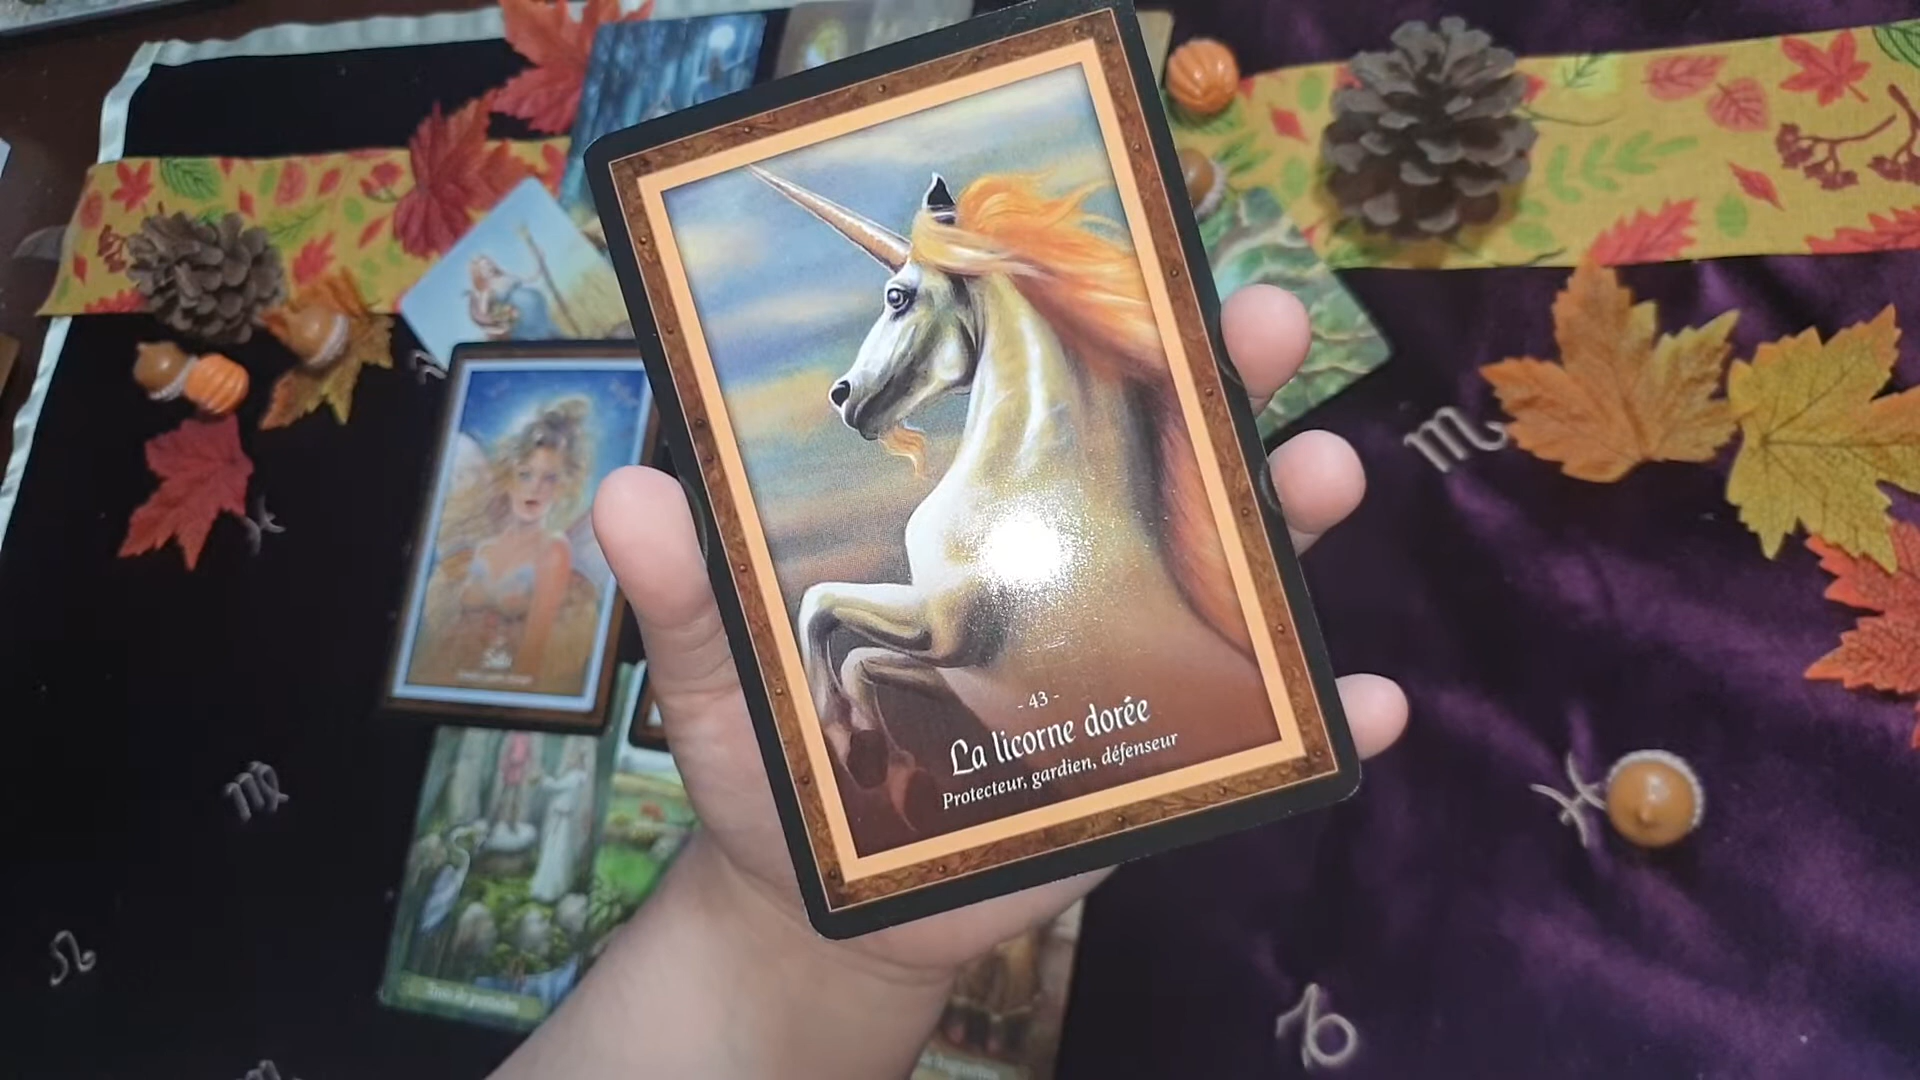 - 43 -
La licorne dorée
Protecteur, gardien, défenseur